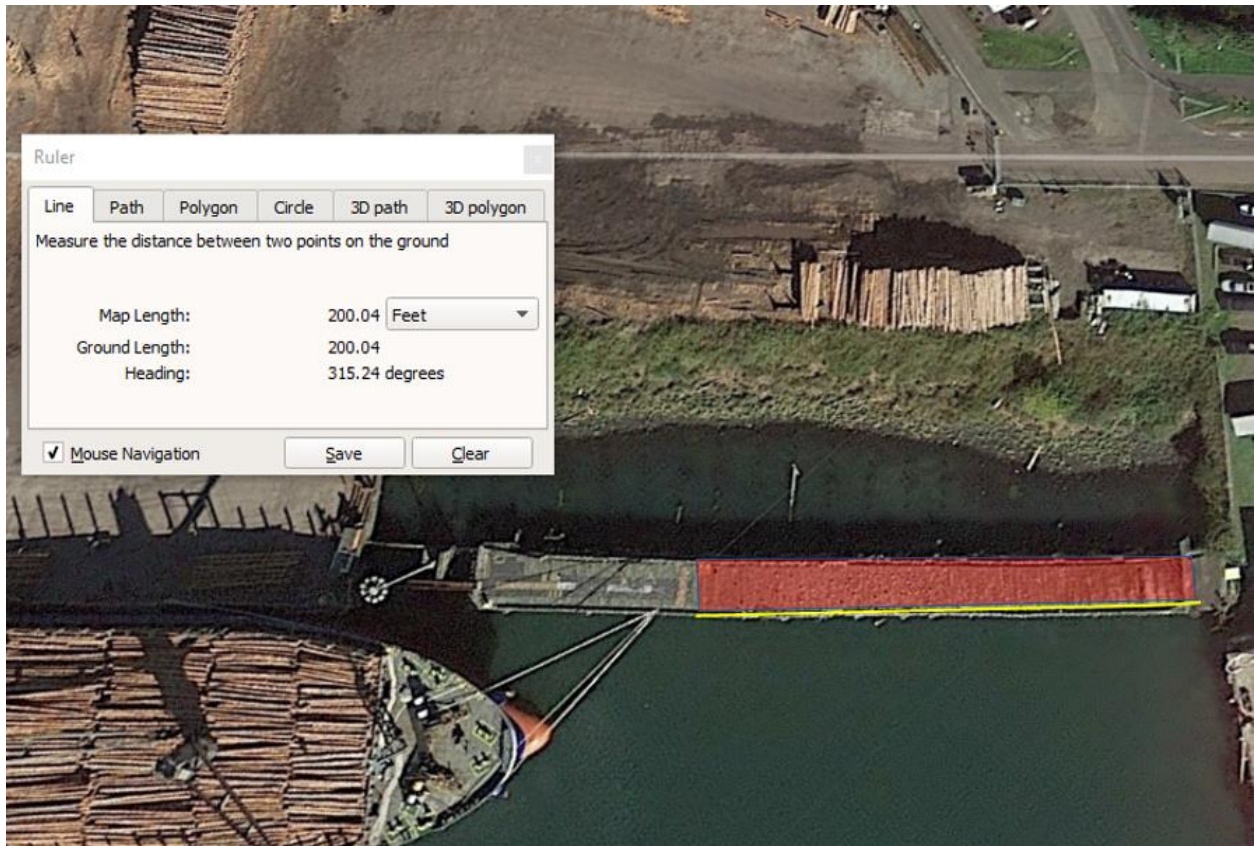 Ruler
Line Path Polygon Circle 3D path 3D polygon
Measure the distance between two points on the ground
Map Length: 200.04 Feet
Ground Length: 200.04
Heading: 315.24 degrees
Mouse Navigation Save Clear